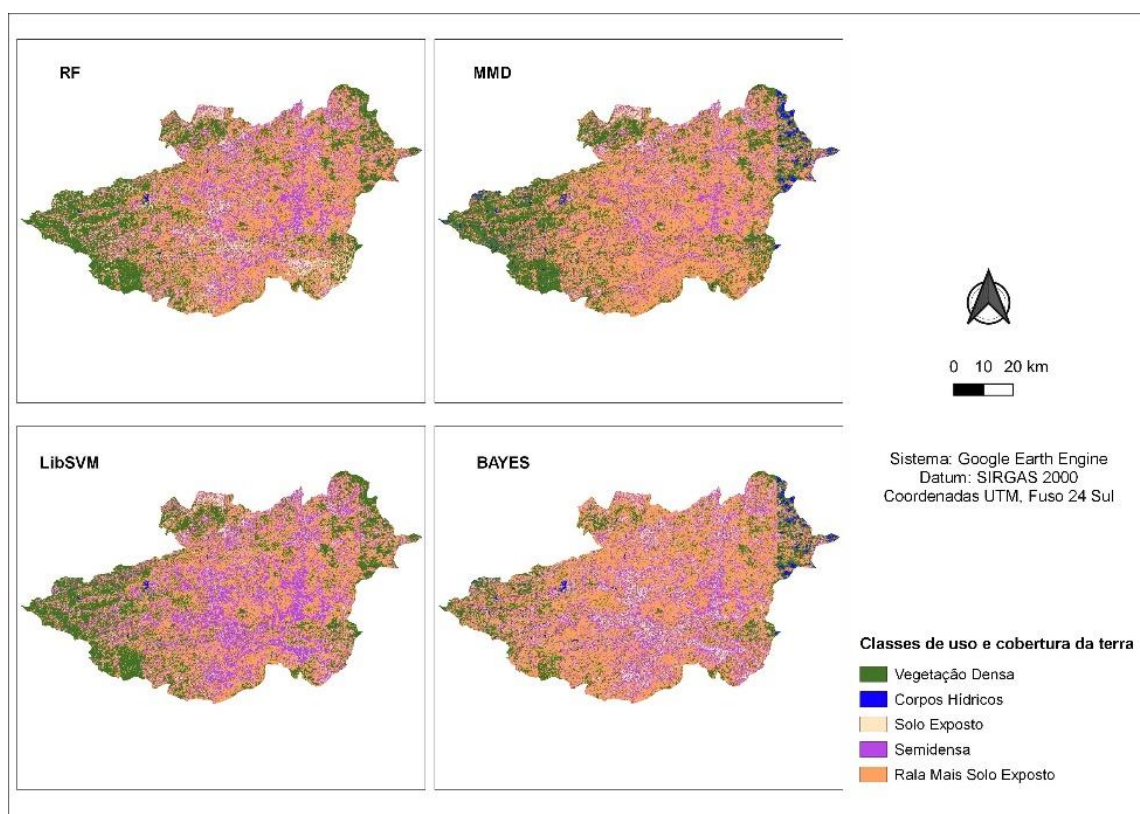 RF
MMD
0 10 20 km
LibSVM
BAYES
Sistema: Google Earth Engine
Datum: SIRGAS 2000
Coordenadas UTM, Fuso 24 Sul
Classes de uso e cobertura da terra
Vegetação Densa
Corpos Hídricos
Solo Exposto
Semidensa
Rala Mais Solo Exposto